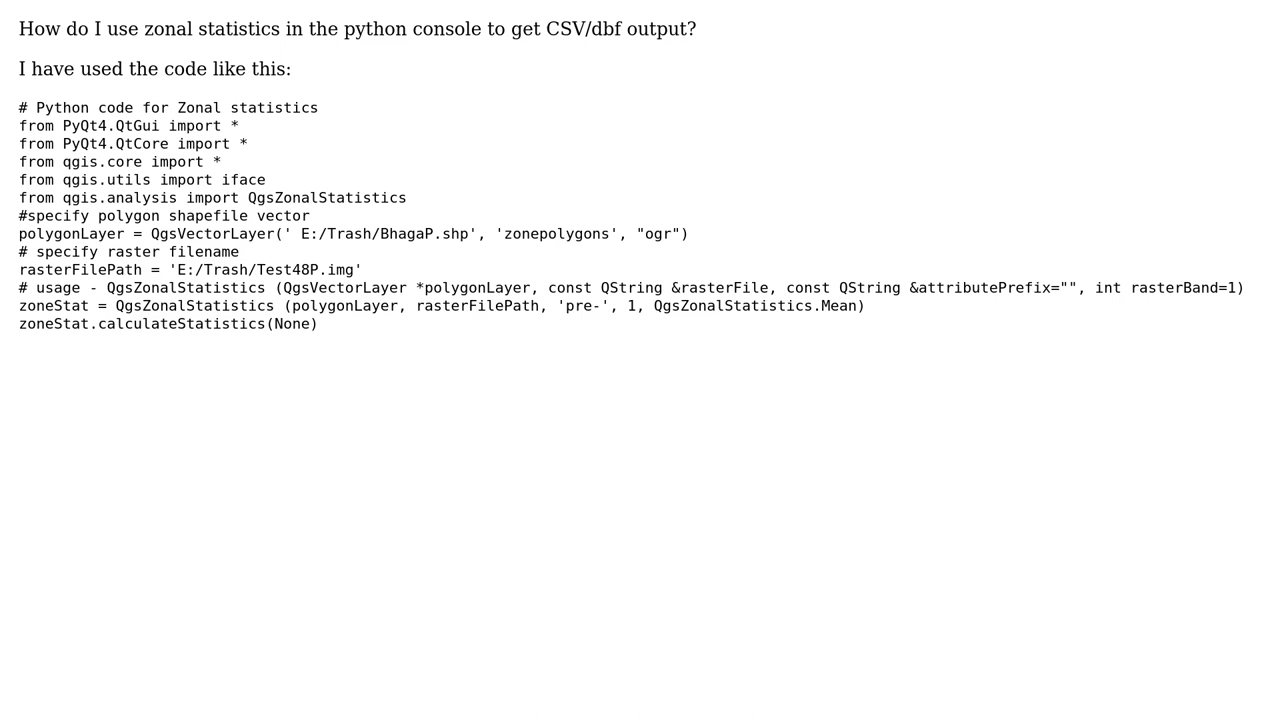 How do I use zonal statistics in the python console to get CSV/dbf output?
I have used the code like this:
# Python code for Zonal statistics
from PyQt4.QtGui import *
from PyQt4.QtCore import *
from qgis.core import *
from qgis.utils import iface
from qgis.analysis import QgsZonalStatistics
#specify polygon shapefile vector
polygonLayer = QgsVectorLayer(' E:/Trash/BhagaP.shp', 'zonepolygons', "ogr")
# specify raster filename
rasterFilePath = 'E:/Trash/Test48P.img'
# usage - QgsZonalStatistics (QgsVectorLayer *polygonLayer, const QString &rasterFile, const QString &attributePrefix="", int rasterBand=1)
zoneStat = QgsZonalStatistics (polygonLayer, rasterFilePath, 'pre-', 1, QgsZonalStatistics.Mean)
zoneStat.calculateStatistics(None)